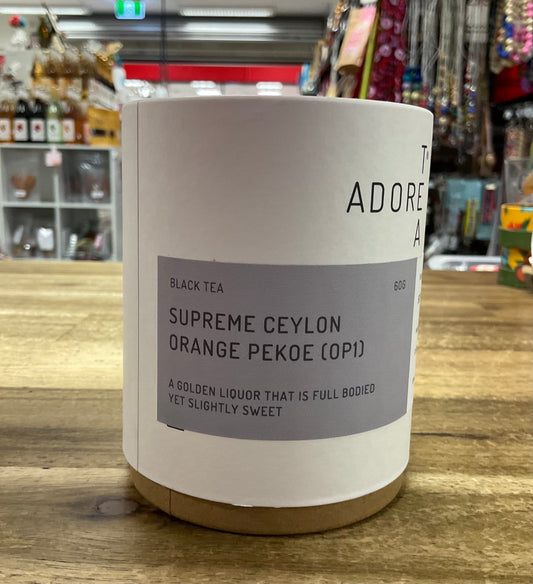 T
ADORE
A
BLACK TEA 60G
SUPREME CEYLON
ORANGE PEKOE (OP1)
A GOLDEN LIQUOR THAT IS FULL BODIED
YET SLIGHTLY SWEET